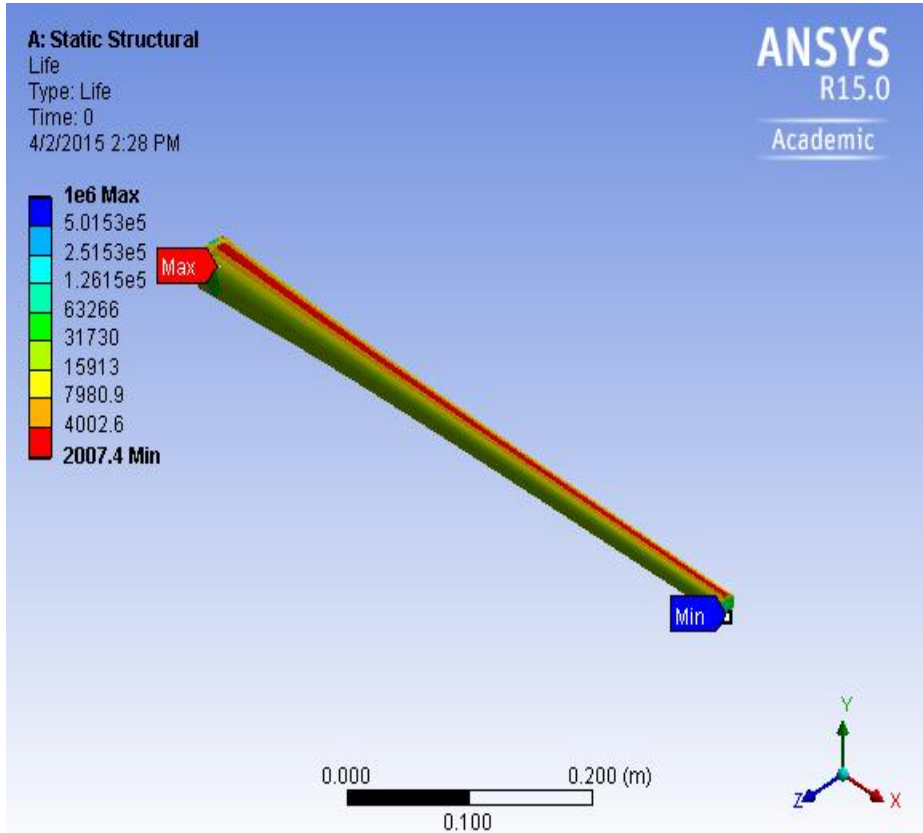 A: Static Structural
Life
Type: Life
Time: 0
4/2/2015 2:28 PM
ANSYS
R15.0
Academic
1e6 Max
5.0153e5
2.5153e5
1.2615e5
63266
31730
15913
7980.9
4002.6
2007.4 Min
Max
Min
0.000
0.200 (m)
0.100
Y
Z
X